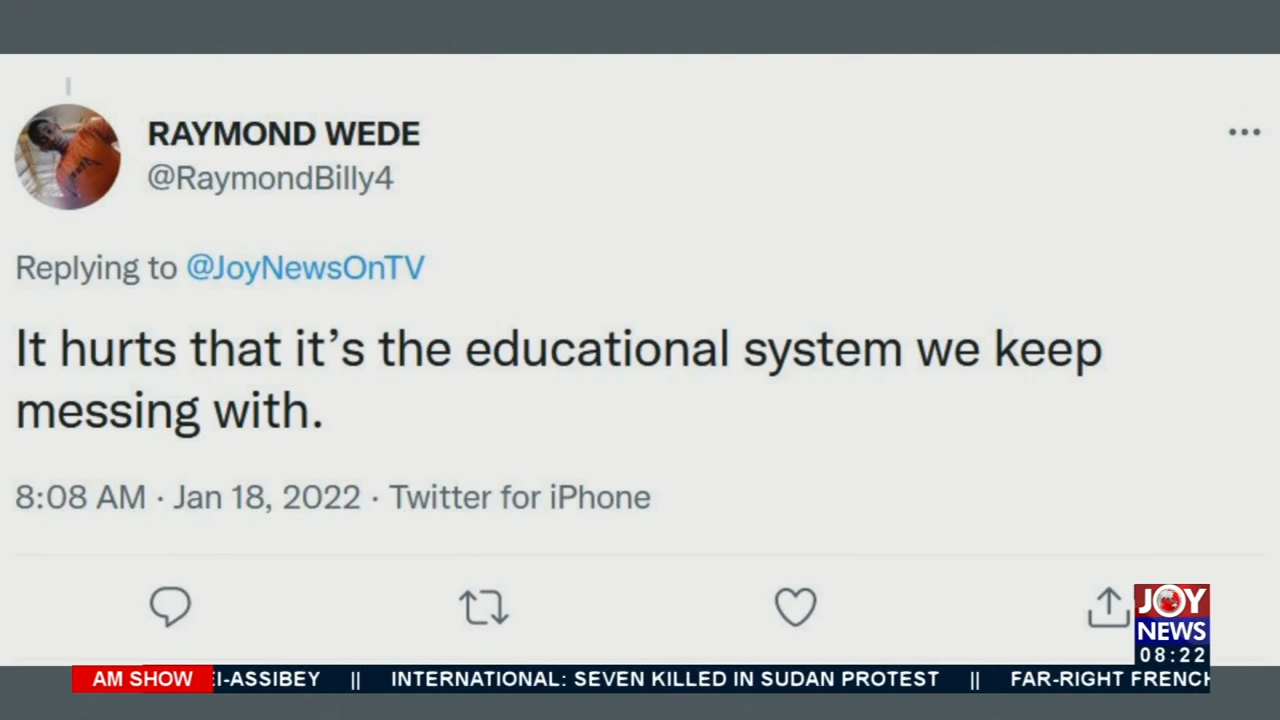 RAYMOND WEDE
@RaymondBilly4
Replying to @JoyNewsOnTV
It hurts that it’s the educational system we keep
messing with.
8:08 AM · Jan 18, 2022 · Twitter for iPhone
JOY
NEWS
08:22
AM SHOW I-ASSIBEY || INTERNATIONAL: SEVEN KILLED IN SUDAN PROTEST || FAR-RIGHT FRENCH